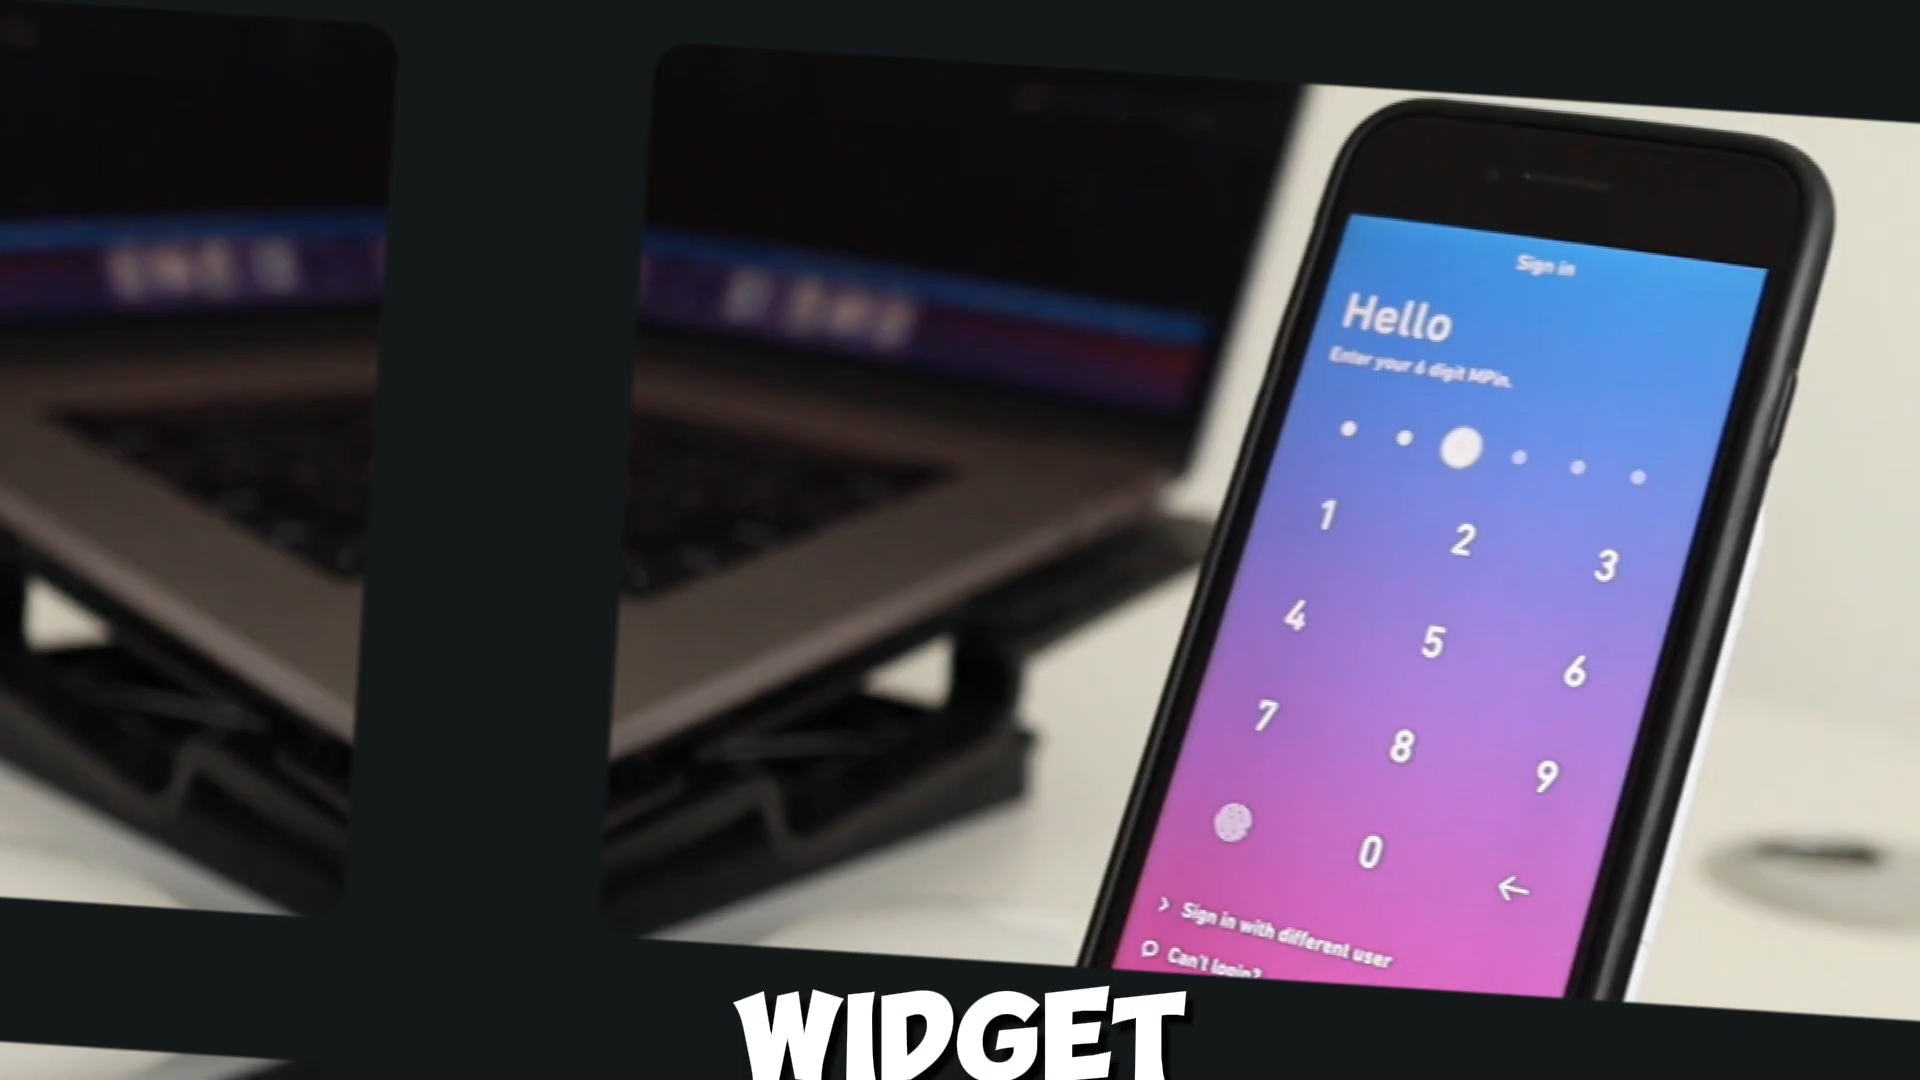 Sign in
Hello
Enter your 6 digit MPin.
1 2 3
4 5 6
7 8 9
0
Sign in with different user
Can't login?
WIDGET